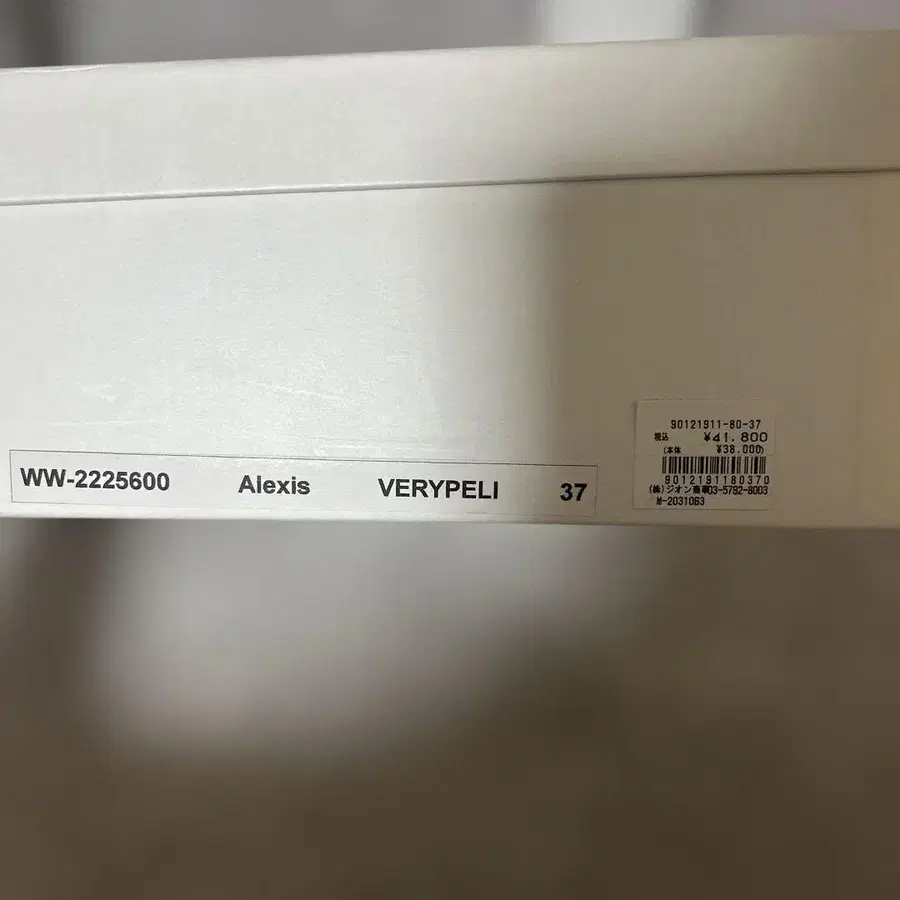 WW-2225600 Alexis VERYPELI 37
90121911-80-37
税込 ¥41,800
(本体 ¥38,000)
9012191180370
(株)ジオン商事03-5792-8003
M-2031063